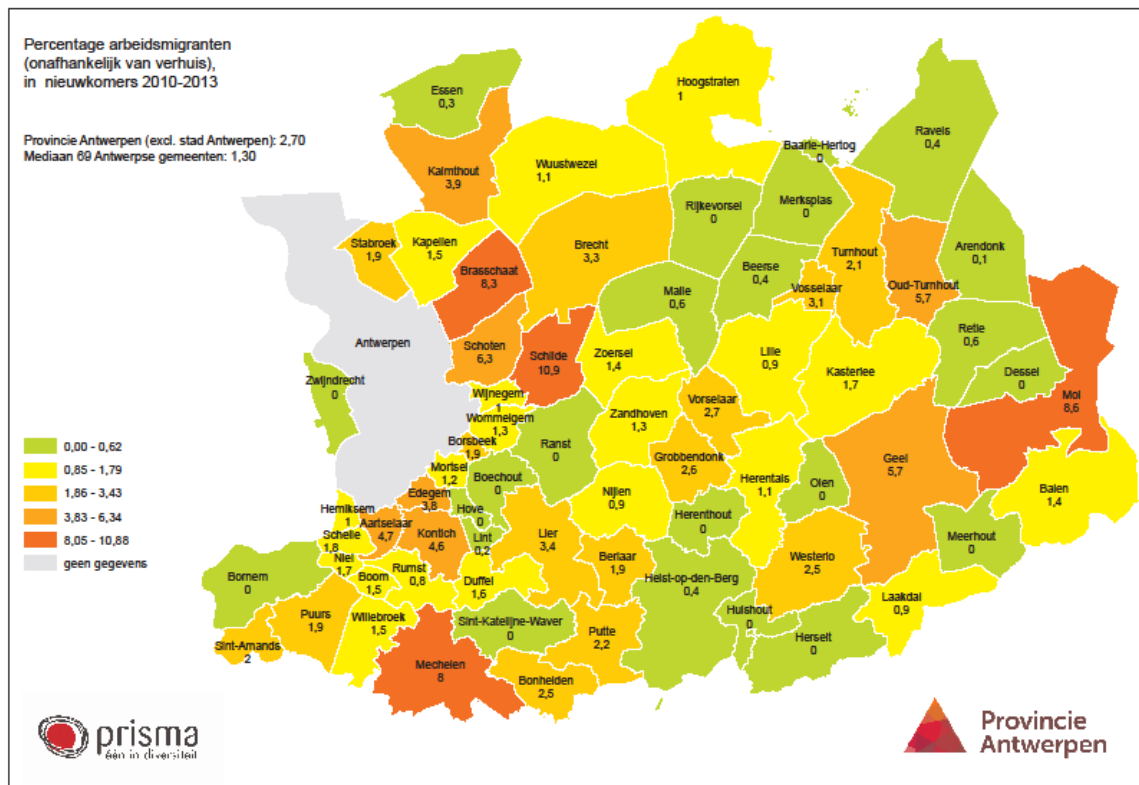 Percentage arbeidsmigranten
(onafhankelijk van verhuis),
in nieuwkomers 2010-2013
Provincie Antwerpen (excl. stad Antwerpen): 2,70
Mediaan 69 Antwerpse gemeenten: 1,30
Essen
0,3
Hoogstraten
1
Ravels
0,4
Baarle-Hertog
0
Kalmthout
3,9
Wuustwezel
1,1
Rijkevorsel
0
Merksplas
0
Stabroek
1,9
Kapellen
1,5
Brasschaat
8,3
Brecht
3,3
Turnhout
2,1
Arendonk
0,1
Beerse
0,4
Vosselaar
3,1
Oud-Turnhout
5,7
Malle
0,6
Antwerpen
Schoten
6,3
Schilde
10,9
Zoersel
1,4
Lille
0,9
Kasterlee
1,7
Retie
0,6
Dessel
0
Mol
8,6
Zwijndrecht
0
Wijnegem
1
Wommelgem
1,3
Zandhoven
1,3
Vorselaar
2,7
Borsbeek
1,9
Ranst
0
Grobbendonk
2,6
Geel
5,7
Mortsel
1,2
Boechout
0
Herentals
1,1
Olen
0
Balen
1,4
Edegem
3,8
Hove
0
Nijlen
0,9
Herenthout
0
Meerhout
0
Hemiksem
1
Aartselaar
4,7
Kontich
4,6
Lint
0,2
Lier
3,4
Schelle
1,8
Niel
1,7
Boom
1,5
Rumst
0,8
Duffel
1,6
Berlaar
1,9
Westerlo
2,5
Bornem
0
Heist-op-den-Berg
0,4
Laakdal
0,9
Puurs
1,9
Willebroek
1,5
Sint-Katelijne-Waver
0
Putte
2,2
Hulshout
0
Herselt
0
Sint-Amands
2
Mechelen
8
Bonheiden
2,5
0,00 - 0,62
0,85 - 1,79
1,86 - 3,43
3,83 - 6,34
8,05 - 10,88
geen gegevens
prisma
één in diversiteit
Provincie
Antwerpen